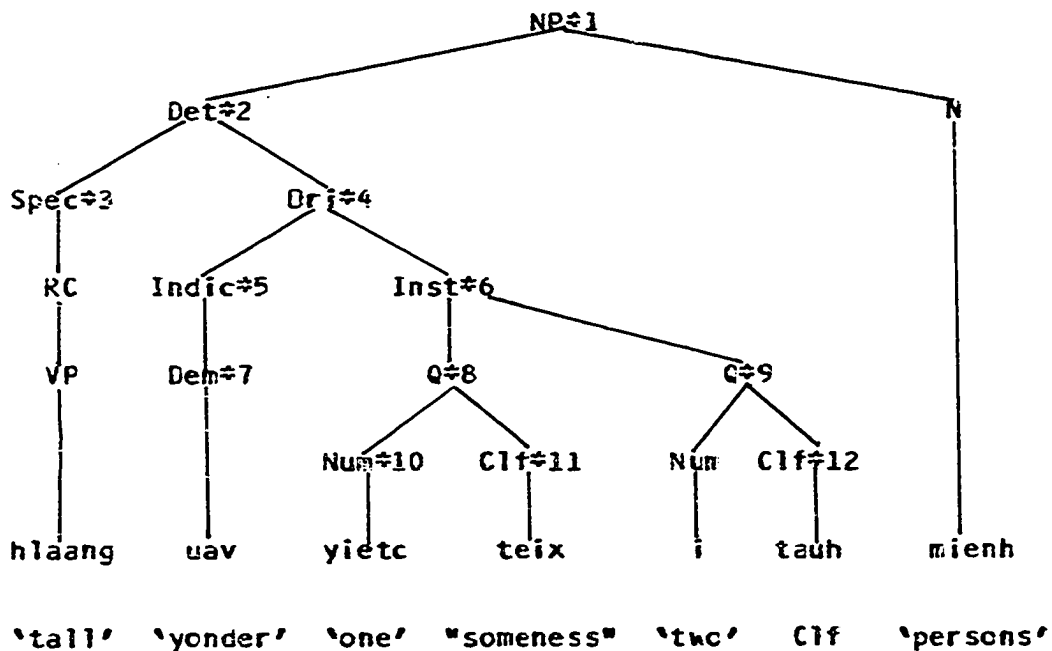 NP≑1
Det≑2 N
Spec≑3 Ori≑4
RC Indic≑5 Inst≑6
VP Dem≑7 Q≑8 Q≑9
Num≑10 Clf≑11 Num Clf≑12
hlaang uav yietc teix i tauh mienh
'tall' 'yonder' 'one' "someness" 'two' Clf 'persons'